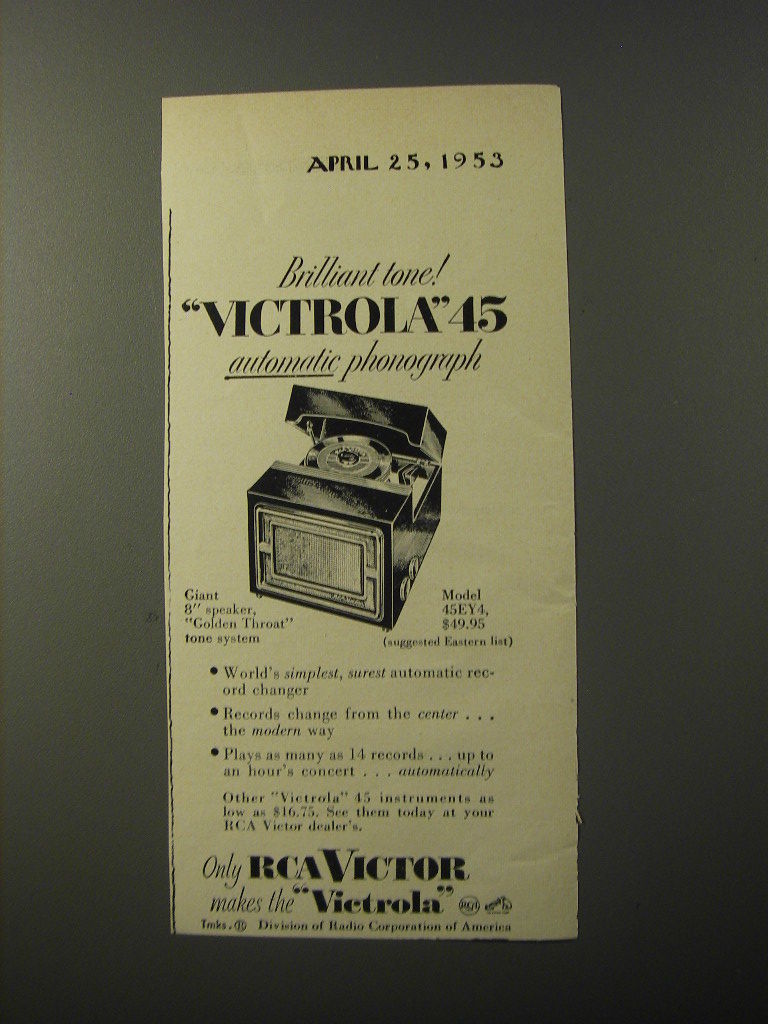 APRIL 25, 1953
Brilliant tone!
"VICTROLA" 45
automatic phonograph
Giant
8" speaker,
"Golden Throat"
tone system
Model
45EY4,
$49.95
(suggested Eastern list)
• World's simplest, surest automatic rec-
ord changer
• Records change from the center . . .
the modern way
• Plays as many as 14 records . . . up to
an hour's concert . . . automatically
Other "Victrola" 45 instruments as
low as $16.75. See them today at your
RCA Victor dealer's.
Only RCA VICTOR
makes the "Victrola"
RCA
Tmks. ® Division of Radio Corporation of America